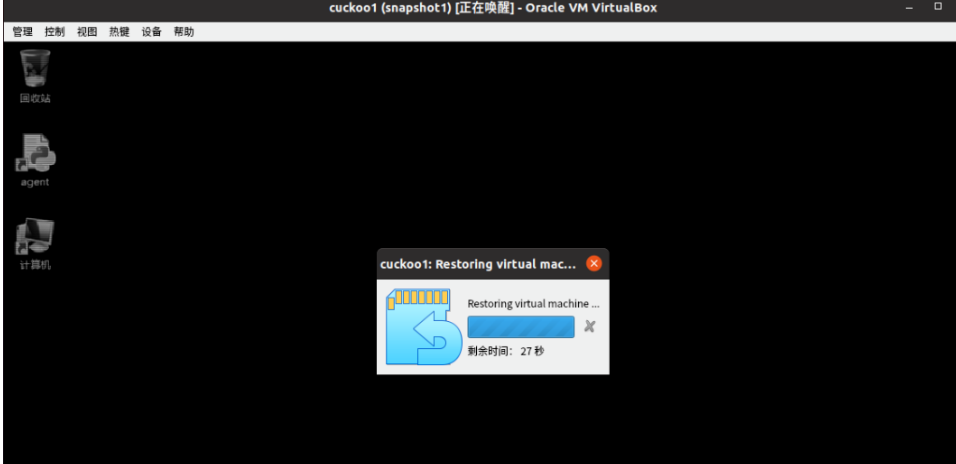 cuckoo1 (snapshot1) [正在唤醒] - Oracle VM VirtualBox
管理 控制 视图 热键 设备 帮助
回收站
agent
计算机
cuckoo1: Restoring virtual mac...
Restoring virtual machine ...
剩余时间: 27 秒